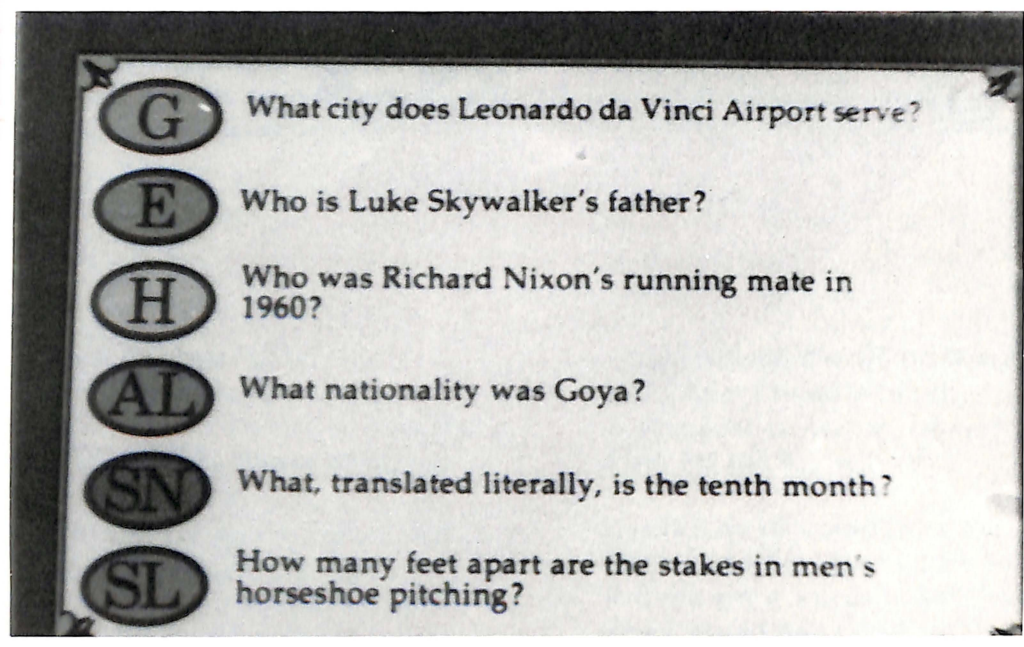 G What city does Leonardo da Vinci Airport serve?
E Who is Luke Skywalker's father?
H Who was Richard Nixon's running mate in
1960?
AL What nationality was Goya?
SN What, translated literally, is the tenth month?
SL How many feet apart are the stakes in men's
horseshoe pitching?